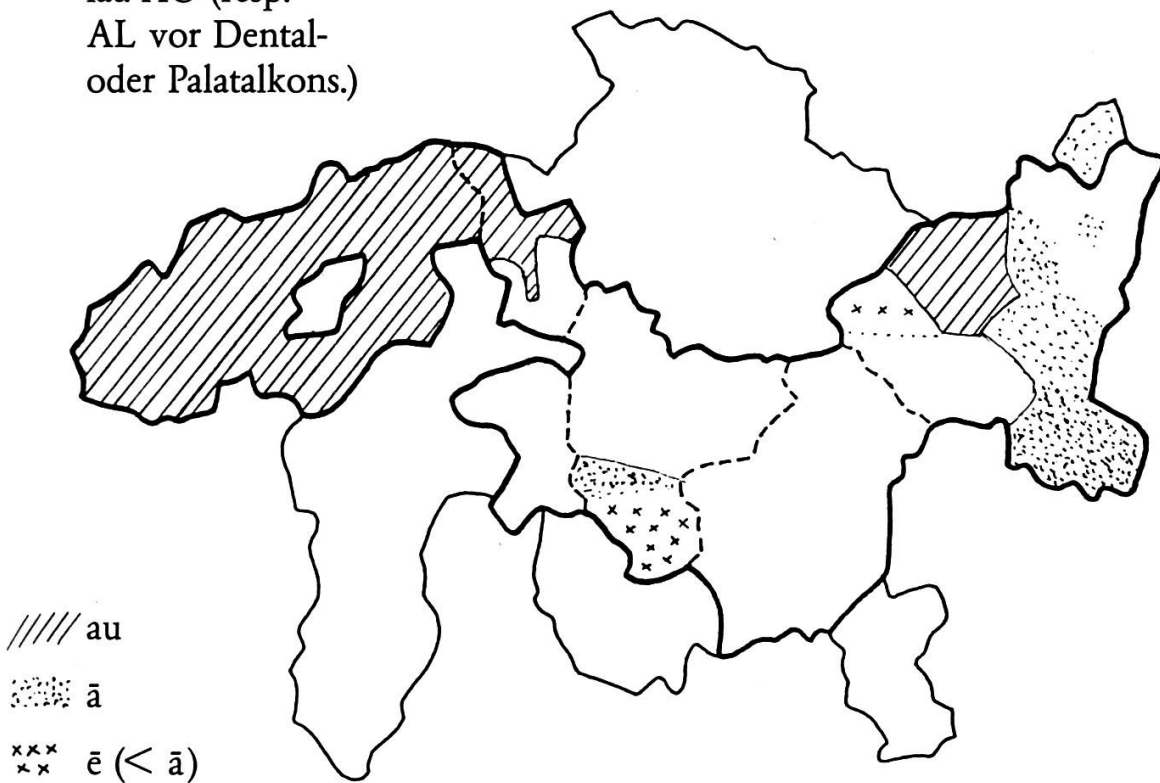 AL vor Dental-
oder Palatalkons.)
au
ā
ē (< ā)